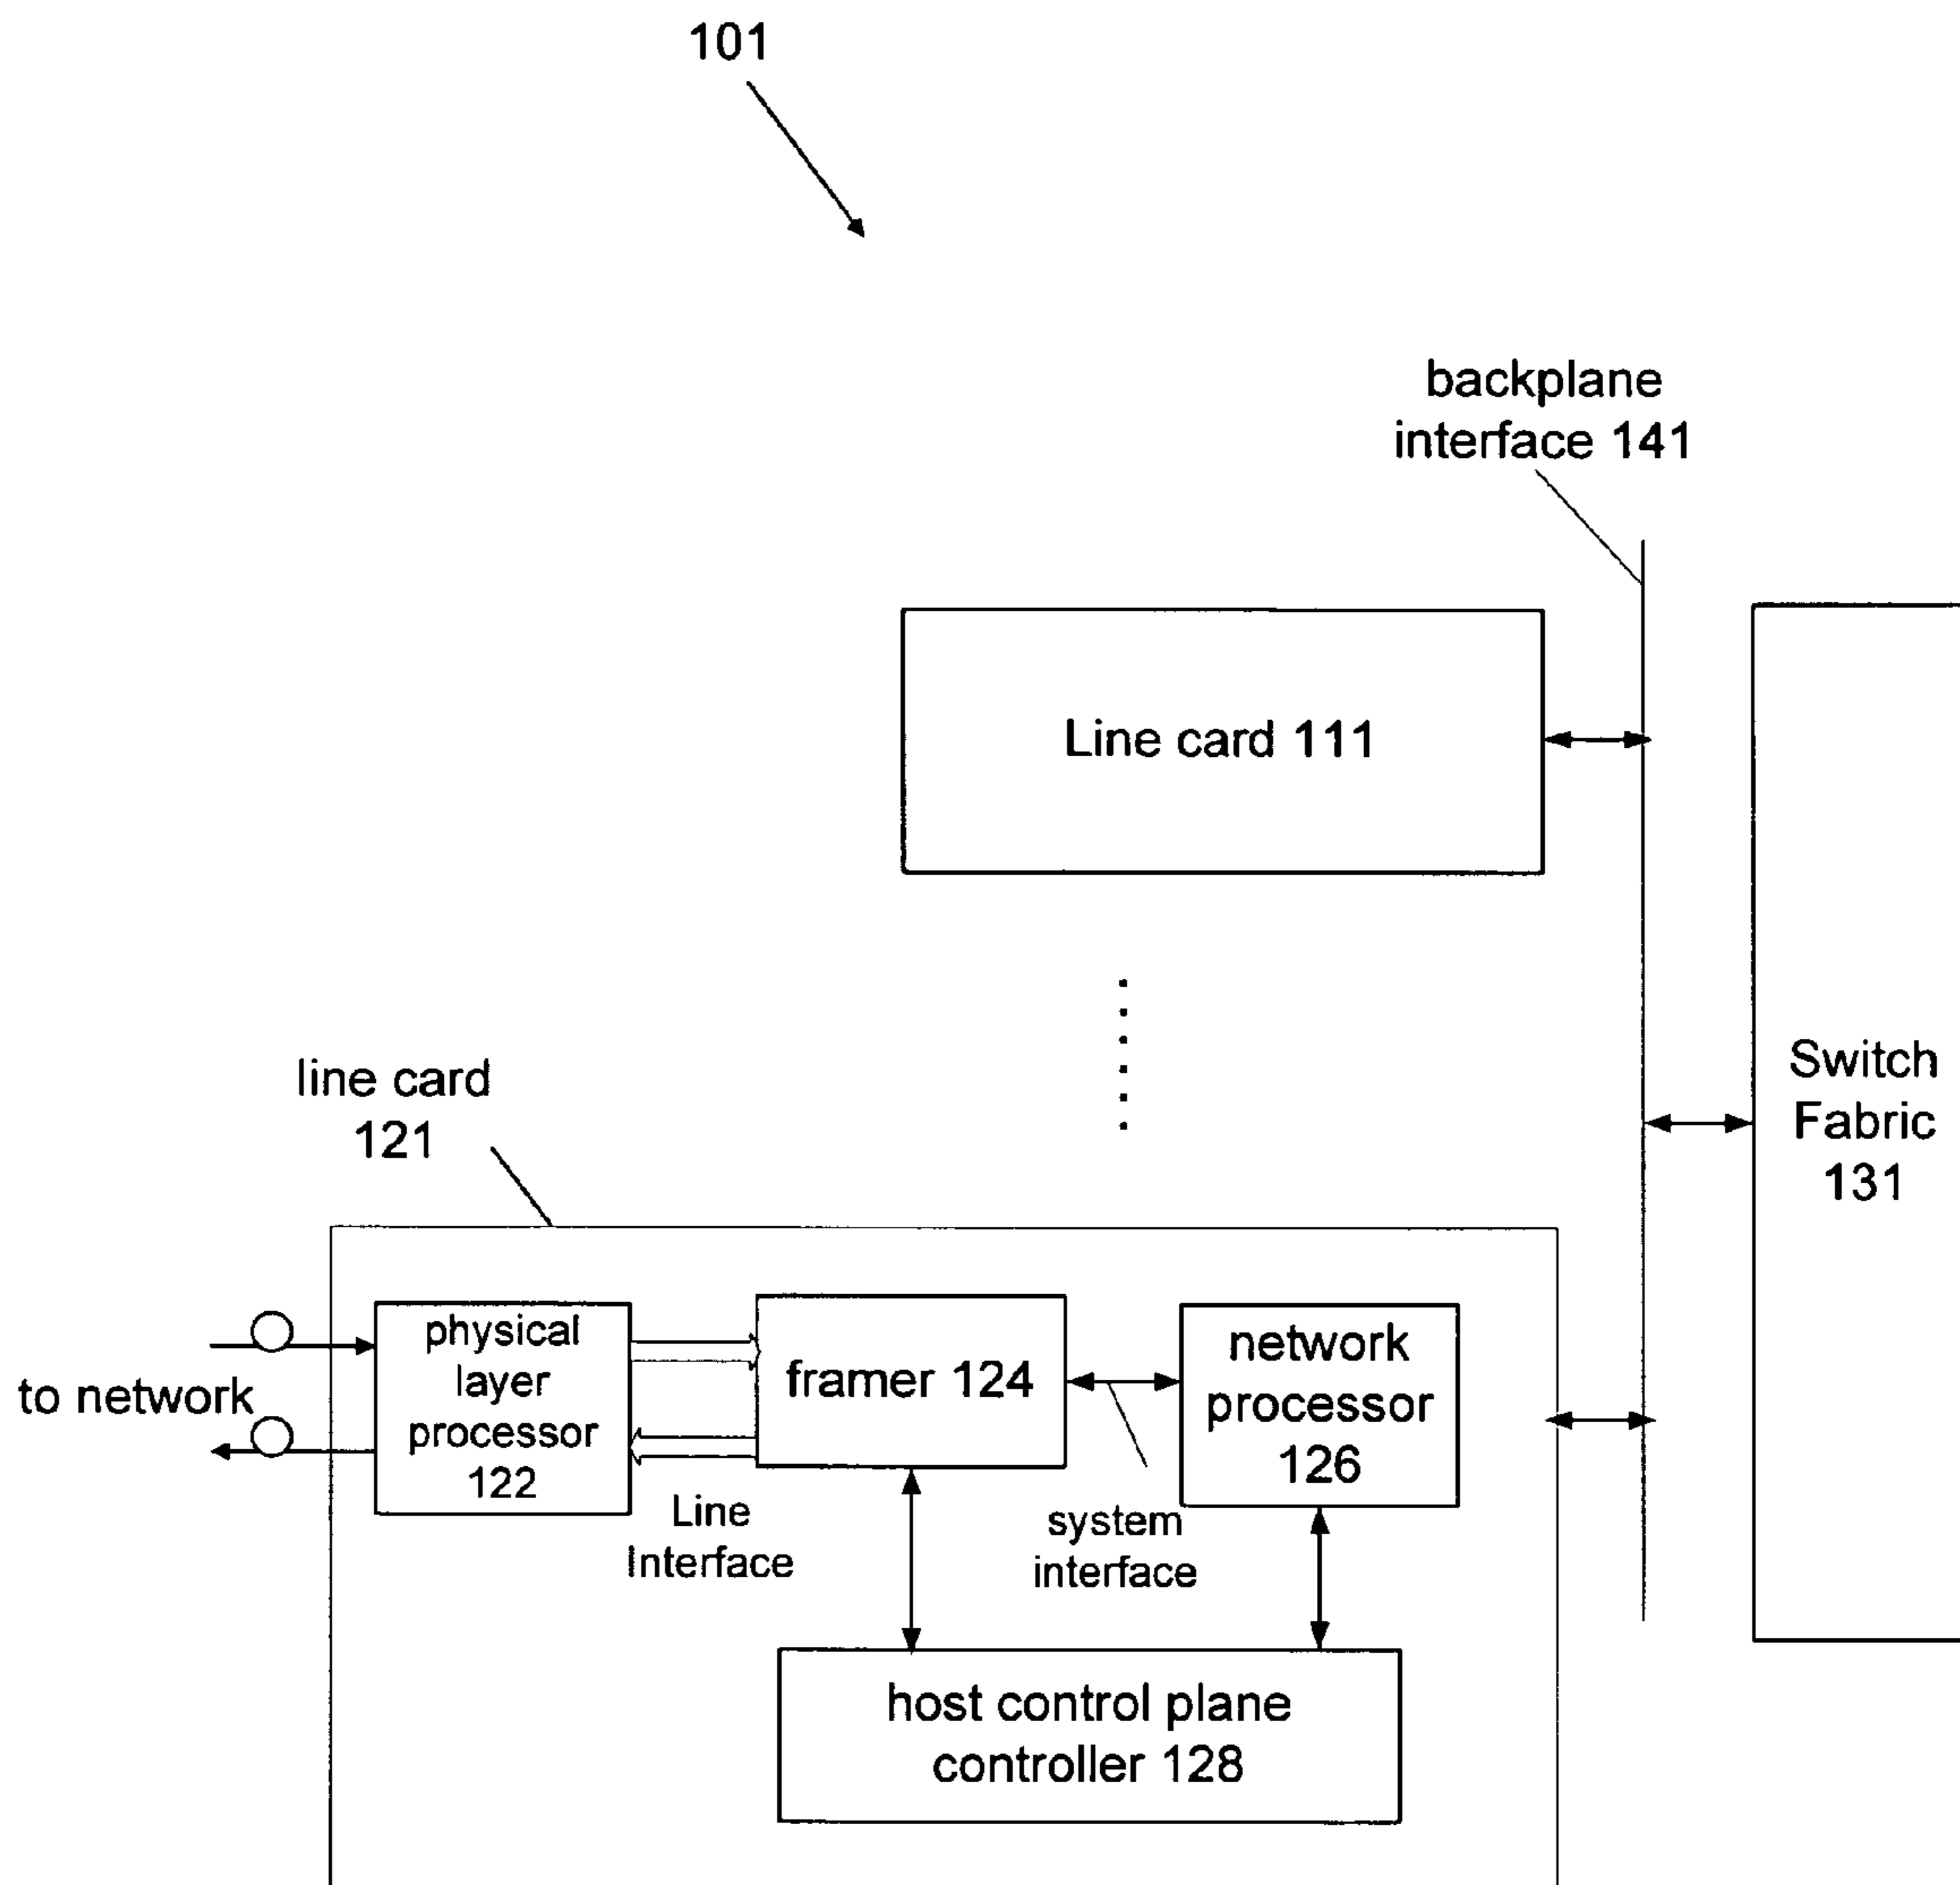 101
backplane
interface 141
Line card 111
Switch
Fabric
131
line card
121
to network
physical
layer
processor
122
framer 124
network
processor
126
Line
Interface
system
interface
host control plane
controller 128